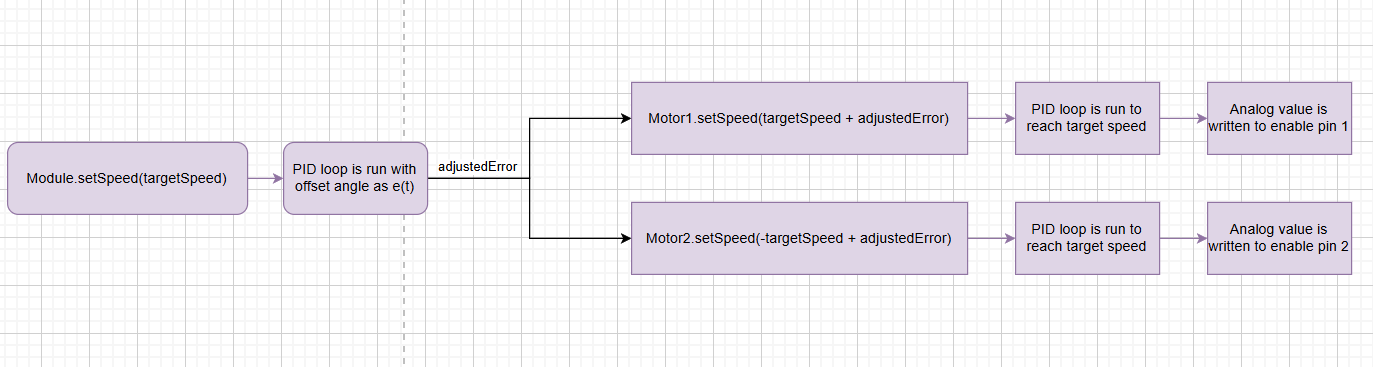 Module.setSpeed(targetSpeed)
PID loop is run with
offset angle as e(t)
adjustedError
Motor1.setSpeed(targetSpeed + adjustedError)
PID loop is run to
reach target speed
Analog value is
written to enable pin 1
Motor2.setSpeed(-targetSpeed + adjustedError)
PID loop is run to
reach target speed
Analog value is
written to enable pin 2